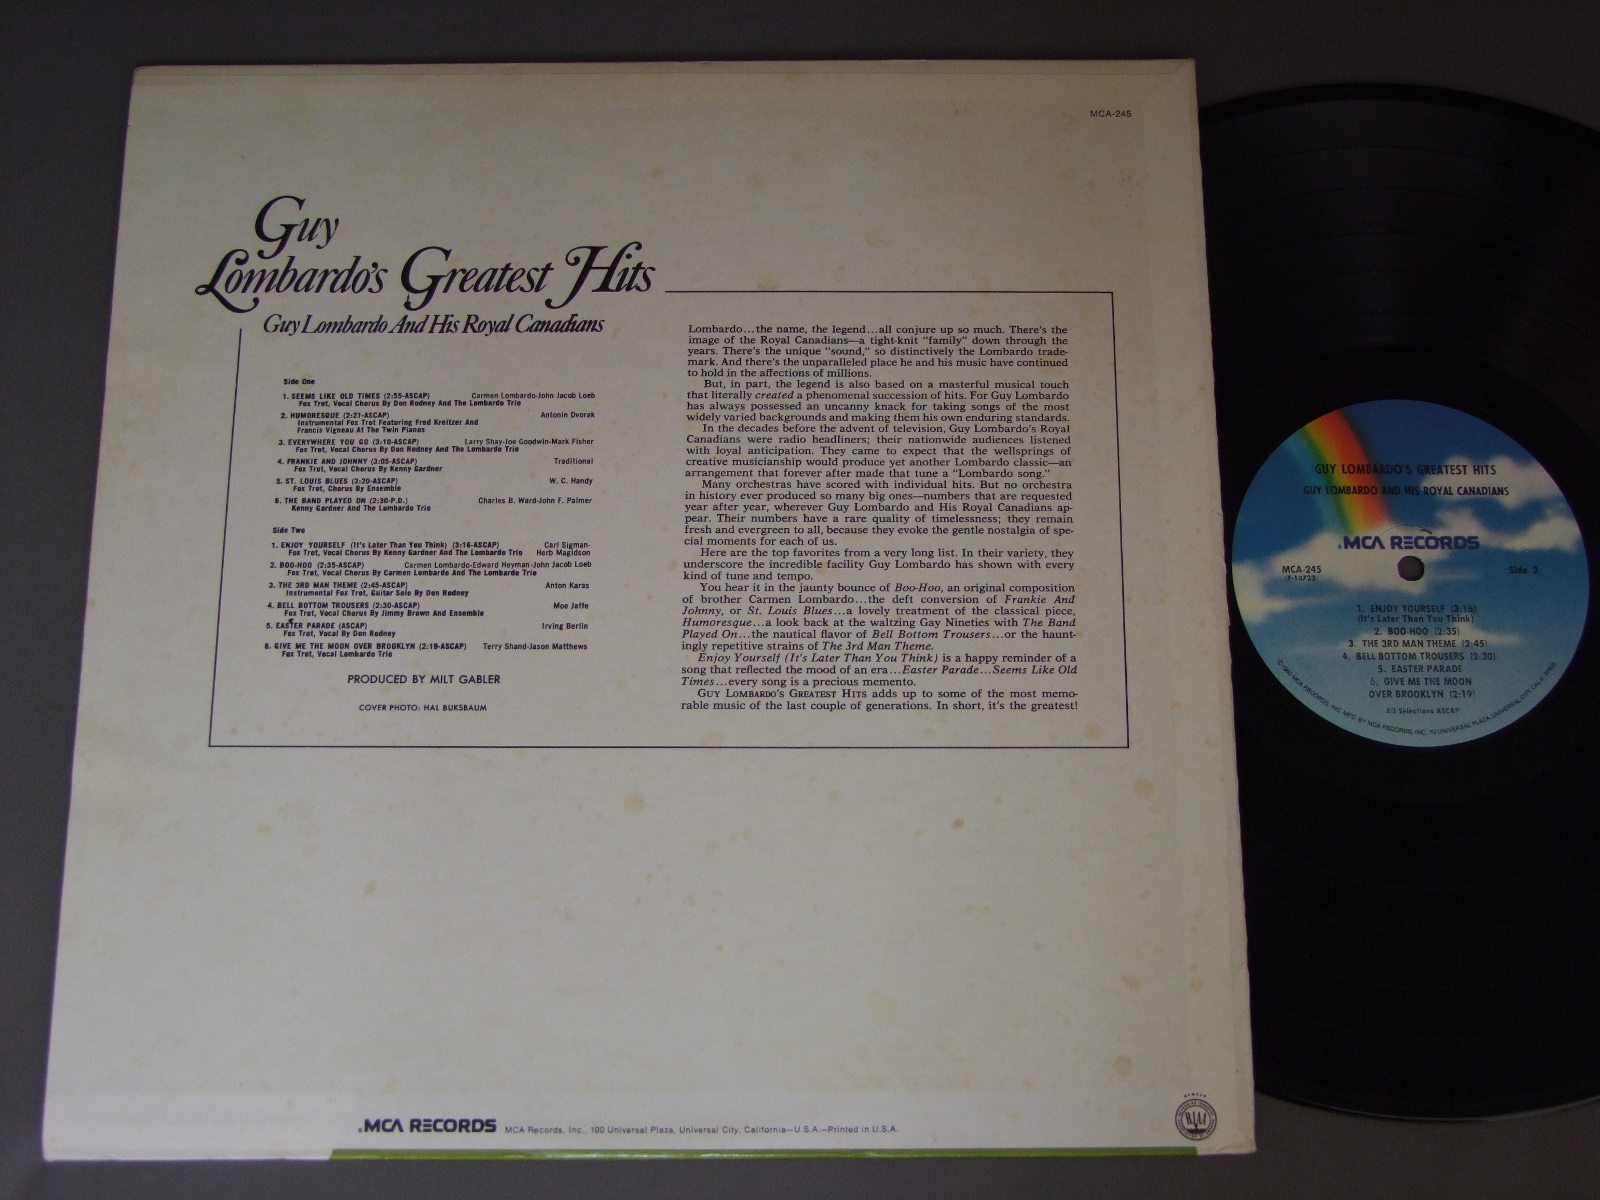 MCA-245
Guy
Lombardo's Greatest Hits
Guy Lombardo And His Royal Canadians
Side One
1. SEEMS LIKE OLD TIMES (2:55-ASCAP) Carmen Lombardo-John Jacob Loeb
Fox Trot, Vocal Chorus By Don Rodney And The Lombardo Trio
2. HUMORESQUE (2:21-ASCAP) Antonin Dvorak
Instrumental Fox Trot Featuring Fred Kreitzer And
Francis Vigneau At The Twin Pianos
3. EVERYWHERE YOU GO (3:10-ASCAP) Larry Shay-Joe Goodwin-Mark Fisher
Fox Trot, Vocal Chorus By Don Rodney And The Lombardo Trio
4. FRANKIE AND JOHNNY (3:05-ASCAP) Traditional
Fox Trot, Vocal Chorus By Kenny Gardner
5. ST. LOUIS BLUES (3:20-ASCAP) W. C. Handy
Fox Trot, Chorus By Ensemble
6. THE BAND PLAYED ON (2:30-P.D.) Charles B. Ward-John F. Palmer
Kenny Gardner And The Lombardo Trio
Side Two
1. ENJOY YOURSELF (It's Later Than You Think) (3:16-ASCAP) Carl Sigman-
Fox Trot, Vocal Chorus By Kenny Gardner And The Lombardo Trio Herb Magidson
2. BOO-HOO (2:35-ASCAP) Carmen Lombardo-Edward Heyman-John Jacob Loeb
Fox Trot, Vocal Chorus By Carmen Lombardo And The Lombardo Trio
3. THE 3RD MAN THEME (2:45-ASCAP) Anton Karas
Instrumental Fox Trot, Guitar Solo By Don Rodney
4. BELL BOTTOM TROUSERS (2:30-ASCAP) Moe Jaffe
Fox Trot, Vocal Chorus By Jimmy Brown And Ensemble
5. EASTER PARADE (ASCAP) Irving Berlin
Fox Trot, Vocal By Don Rodney
6. GIVE ME THE MOON OVER BROOKLYN (2:19-ASCAP) Terry Shand-Jason Matthews
Fox Trot, Vocal Lombardo Trio
PRODUCED BY MILT GABLER
COVER PHOTO: HAL BUKSBAUM
Lombardo...the name, the legend...all conjure up so much. There's the
image of the Royal Canadians—a tight-knit "family" down through the
years. There's the unique "sound," so distinctively the Lombardo trade-
mark. And there's the unparalleled place he and his music have continued
to hold in the affections of millions.
But, in part, the legend is also based on a masterful musical touch
that literally created a phenomenal succession of hits. For Guy Lombardo
has always possessed an uncanny knack for taking songs of the most
widely varied backgrounds and making them his own enduring standards.
In the decades before the advent of television, Guy Lombardo's Royal
Canadians were radio headliners; their nationwide audiences listened
with loyal anticipation. They came to expect that the wellsprings of
creative musicianship would produce yet another Lombardo classic—an
arrangement that forever after made that tune a "Lombardo song."
Many orchestras have scored with individual hits. But no orchestra
in history ever produced so many big ones—numbers that are requested
year after year, wherever Guy Lombardo and His Royal Canadians ap-
pear. Their numbers have a rare quality of timelessness; they remain
fresh and evergreen to all, because they evoke the gentle nostalgia of spe-
cial moments for each of us.
Here are the top favorites from a very long list. In their variety, they
underscore the incredible facility Guy Lombardo has shown with every
kind of tune and tempo.
You hear it in the jaunty bounce of Boo-Hoo, an original composition
of brother Carmen Lombardo...the deft conversion of Frankie And
Johnny, or St. Louis Blues...a lovely treatment of the classical piece,
Humoresque...a look back at the waltzing Gay Nineties with The Band
Played On...the nautical flavor of Bell Bottom Trousers...or the haunt-
ingly repetitive strains of The 3rd Man Theme.
Enjoy Yourself (It's Later Than You Think) is a happy reminder of a
song that reflected the mood of an era...Easter Parade...Seems Like Old
Times...every song is a precious memento.
GUY LOMBARDO'S GREATEST HITS adds up to some of the most memo-
rable music of the last couple of generations. In short, it's the greatest!
MCA RECORDS MCA Records, Inc., 100 Universal Plaza, Universal City, California—U.S.A.—Printed in U.S.A.
RIAA
GUY LOMBARDO'S GREATEST HITS
GUY LOMBARDO AND HIS ROYAL CANADIANS
MCA RECORDS
MCA-245 Side 2
(7-10723)
1. ENJOY YOURSELF (3:16)
(It's Later Than You Think)
2. BOO-HOO (2:35)
3. THE 3RD MAN THEME (2:45)
4. BELL BOTTOM TROUSERS (2:30)
5. EASTER PARADE
6. GIVE ME THE MOON
OVER BROOKLYN (2:19)
All Selections ASCAP
MCA RECORDS, INC. MFG. BY MCA RECORDS, INC. 70 UNIVERSAL PLAZA, UNIVERSAL CITY, CALIF.